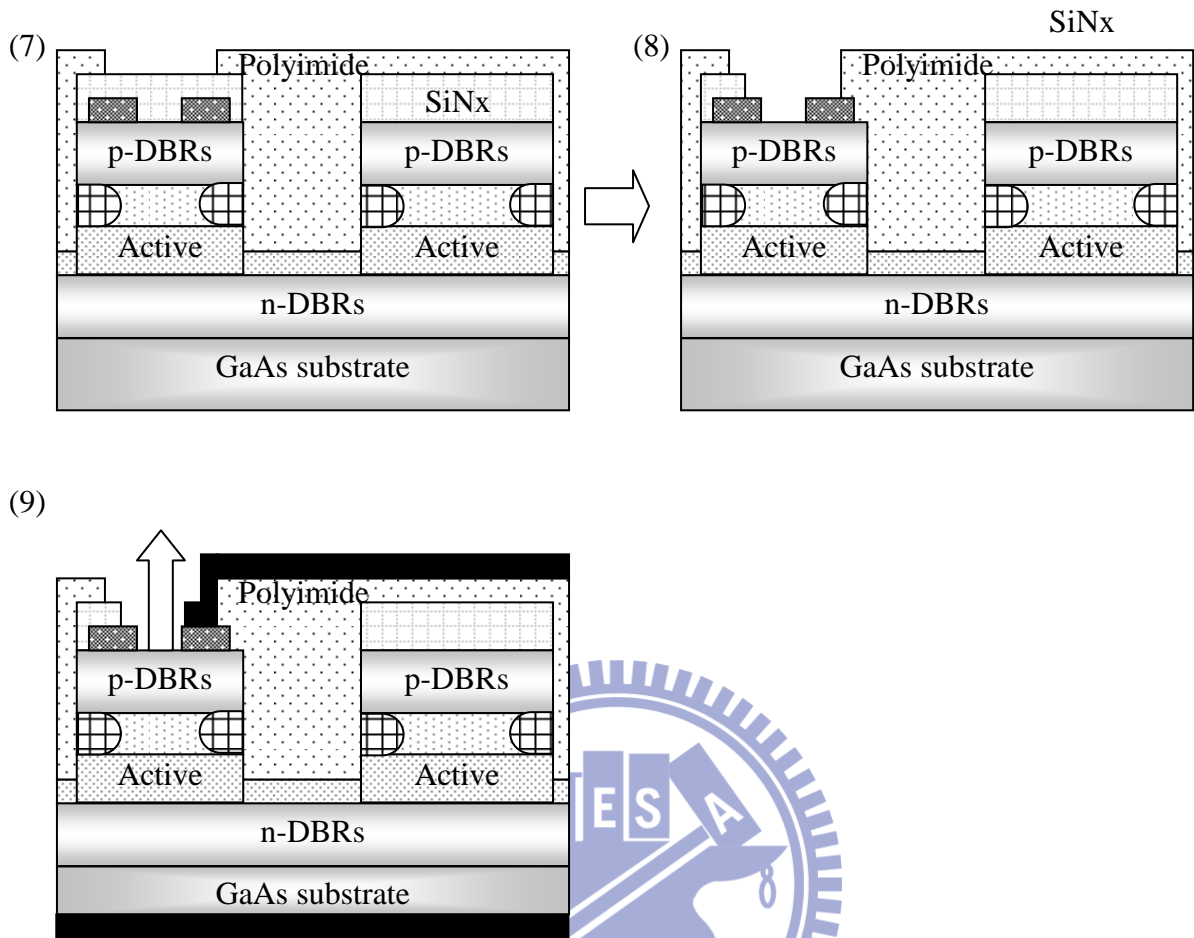 SiNx
(7)
(8)
Polyimide
Polyimide
SiNx
p-DBRs
p-DBRs
p-DBRs
p-DBRs
Active
Active
Active
Active
n-DBRs
n-DBRs
GaAs substrate
GaAs substrate
(9)
Polyimide
p-DBRs
p-DBRs
Active
Active
ESA
n-DBRs
GaAs substrate